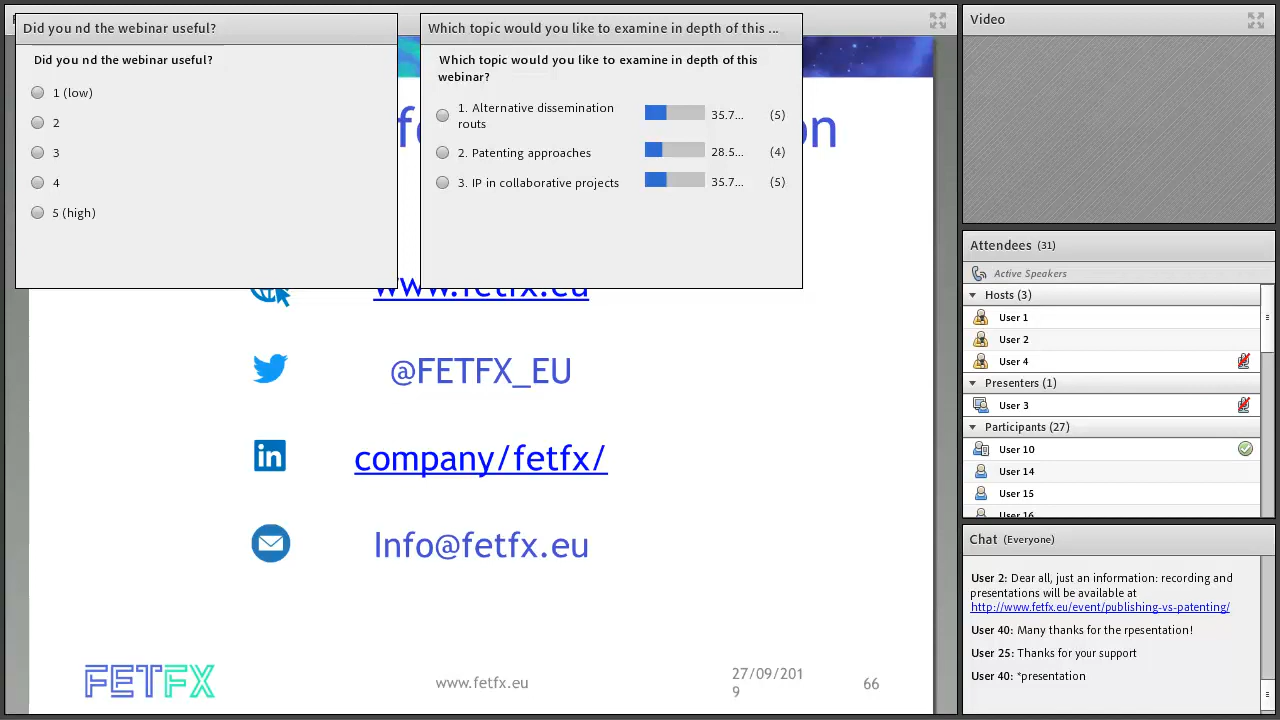 Did you nd the webinar useful?
Did you nd the webinar useful?
1 (low)
2
3
4
5 (high)
Which topic would you like to examine in depth of this ...
Which topic would you like to examine in depth of this
webinar?
1. Alternative dissemination
routs
35.7...
(5)
2. Patenting approaches
28.5...
(4)
3. IP in collaborative projects
35.7...
(5)
www.fetfx.eu
@FETFX_EU
company/fetfx/
Info@fetfx.eu
FETFX
www.fetfx.eu
27/09/201
9
66
Video
Attendees (31)
Active Speakers
Hosts (3)
User 1
User 2
User 4
Presenters (1)
User 3
Participants (27)
User 10
User 14
User 15
User 16
Chat (Everyone)
User 2: Dear all, just an information: recording and
presentations will be available at
http://www.fetfx.eu/event/publishing-vs-patenting/
User 40: Many thanks for the rpesentation!
User 25: Thanks for your support
User 40: *presentation